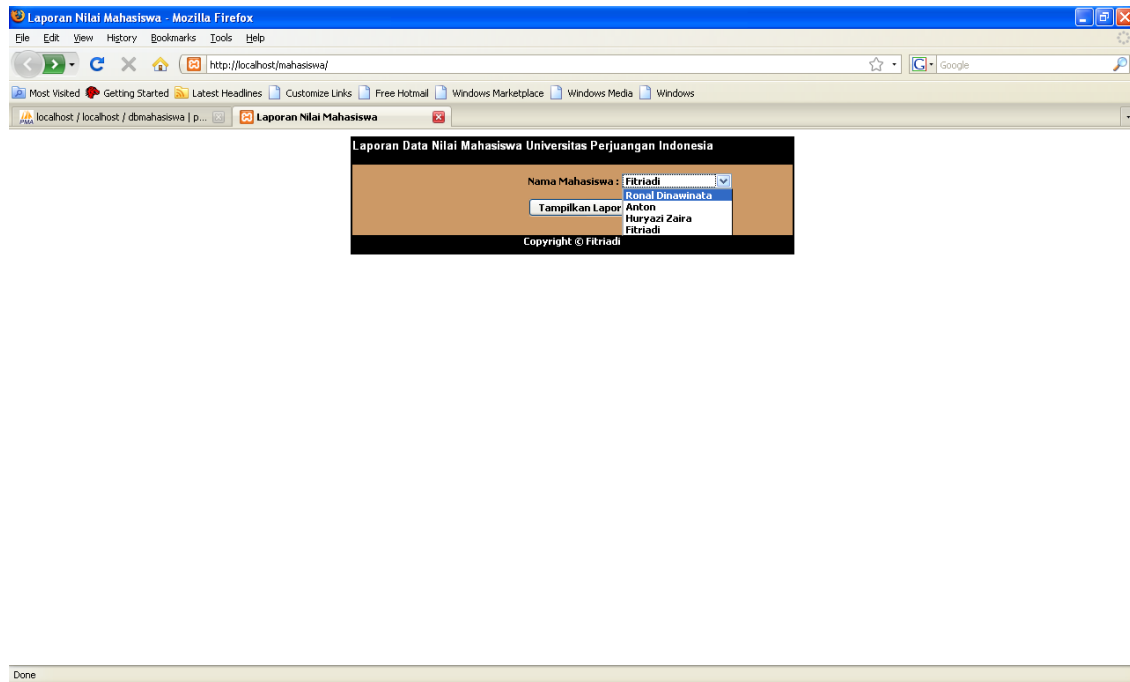 Laporan Nilai Mahasiswa - Mozilla Firefox
File Edit View History Bookmarks Tools Help
http://localhost/mahasiswa/
G Google
Most Visited Getting Started Latest Headlines Customize Links Free Hotmail Windows Marketplace Windows Media Windows
PMA localhost / localhost / dbmahasiswa | p... Laporan Nilai Mahasiswa
Laporan Data Nilai Mahasiswa Universitas Perjuangan Indonesia
Nama Mahasiswa : Fitriadi
Ronal Dinawinata
Tampilkan Lapor Anton
Huryazi Zaira
Fitriadi
Copyright © Fitriadi
Done